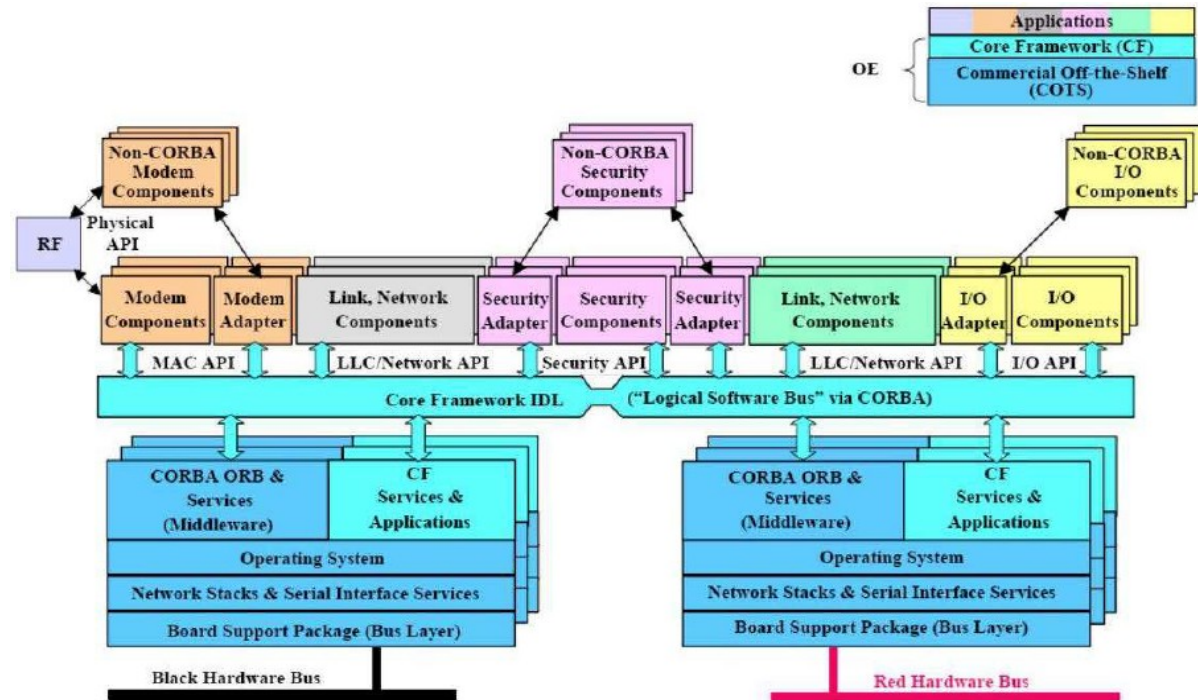 Applications
Core Framework (CF)
OE
Commercial Off-the-Shelf
(COTS)
Non-CORBA
Modem
Components
Non-CORBA
Security
Components
Non-CORBA
I/O
Components
RF
Physical
API
Modem
Components
Modem
Adapter
Link, Network
Components
Security
Adapter
Security
Components
Security
Adapter
Link, Network
Components
I/O
Adapter
I/O
Components
MAC API
LLC/Network API
Security API
LLC/Network API
I/O API
Core Framework IDL
(“Logical Software Bus” via CORBA)
CORBA ORB &
Services
(Middleware)
CF
Services &
Applications
Operating System
Network Stacks & Serial Interface Services
Board Support Package (Bus Layer)
CORBA ORB &
Services
(Middleware)
CF
Services &
Applications
Operating System
Network Stacks & Serial Interface Services
Board Support Package (Bus Layer)
Black Hardware Bus
Red Hardware Bus